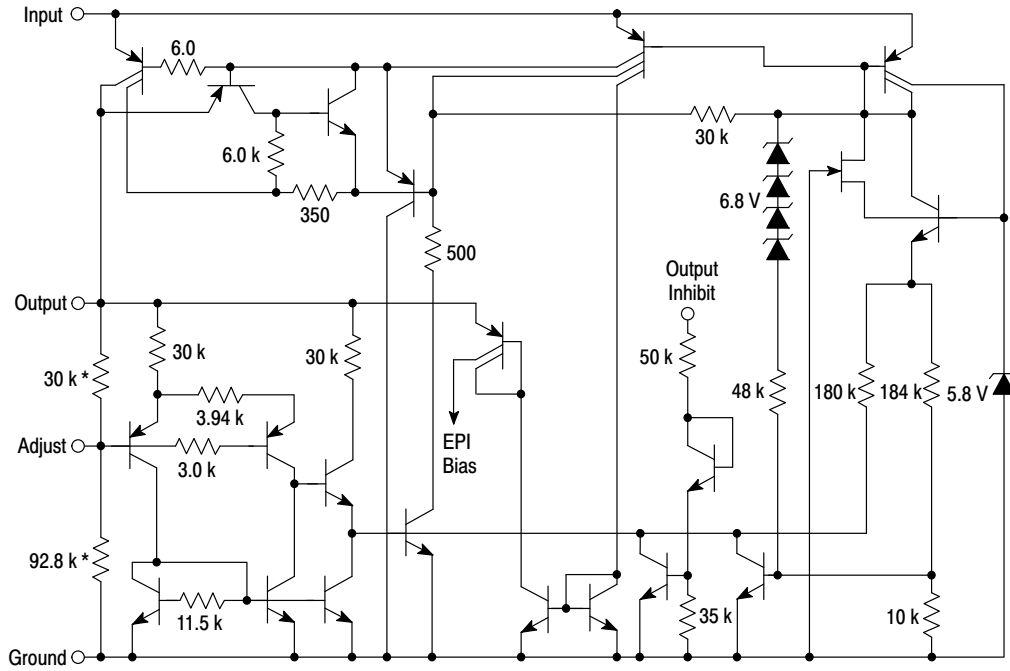 Input
6.0
30 k
6.0 k
6.8 V
350
500
Output
Inhibit
Output
50 k
30 k
30 k
30 k *
48 k
180 k
184 k
5.8 V
3.94 k
EPI
Bias
Adjust
3.0 k
92.8 k *
11.5 k
35 k
10 k
Ground